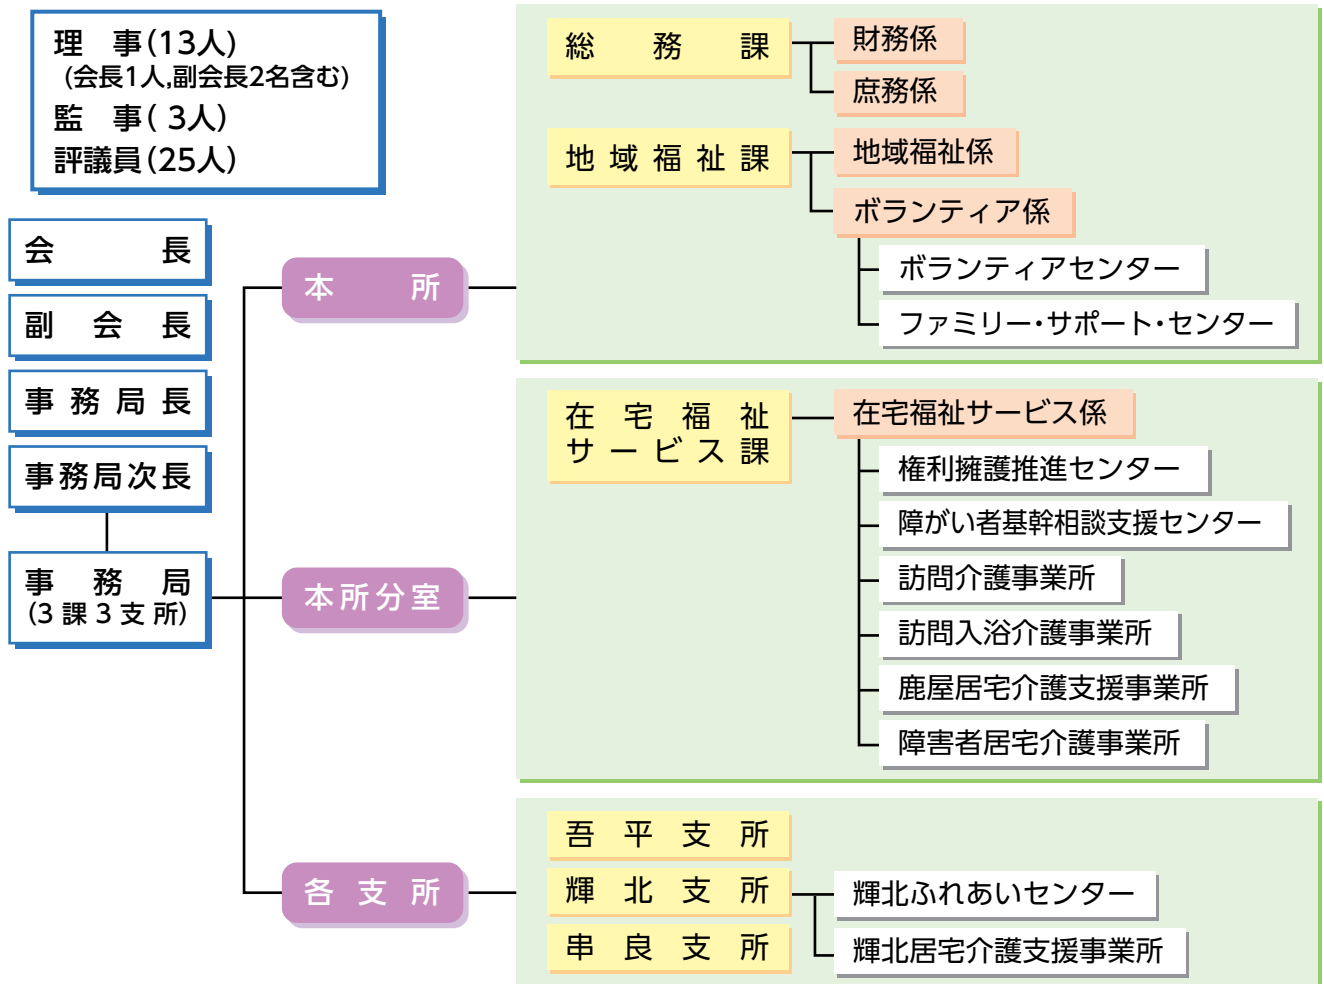 理 事(13人)
(会長1人,副会長2名含む)
監 事( 3人)
評議員(25人)
会長
副会長
事務局長
事務局次長
事務局
(3課3支所)
本所
総務課
財務係
庶務係
地域福祉課
地域福祉係
ボランティア係
ボランティアセンター
ファミリー・サポート・センター
本所分室
在宅福祉
サービス課
在宅福祉サービス係
権利擁護推進センター
障がい者基幹相談支援センター
訪問介護事業所
訪問入浴介護事業所
鹿屋居宅介護支援事業所
障害者居宅介護事業所
各支所
吾平支所
輝北支所
輝北ふれあいセンター
輝北居宅介護支援事業所
串良支所